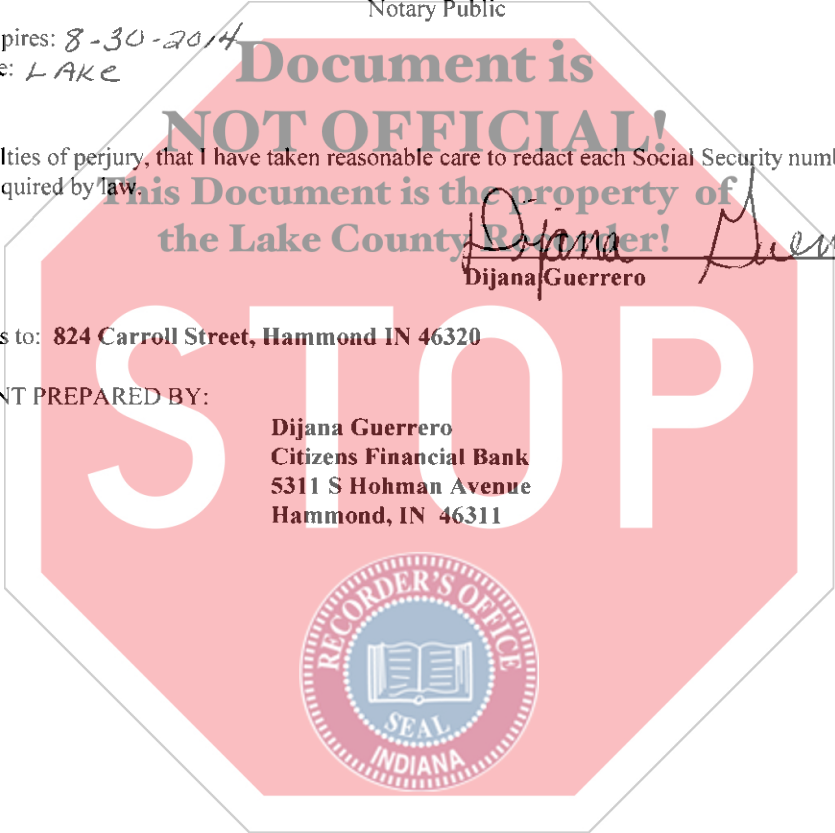 Notary Public
pires: 8-30-2014
e: LAKE
Document is
NOT OFFICIAL!
lties of perjury, that I have taken reasonable care to redact each Social Security num
quired by law.
This Document is the property of
the Lake County Recorder!
Dijana Guerr
Dijana Guerrero
s to: 824 Carroll Street, Hammond IN 46320
STOP
NT PREPARED BY:
Dijana Guerrero
Citizens Financial Bank
5311 S Hohman Avenue
Hammond, IN 46311
RECORDER'S OFFICE
SEAL
INDIANA